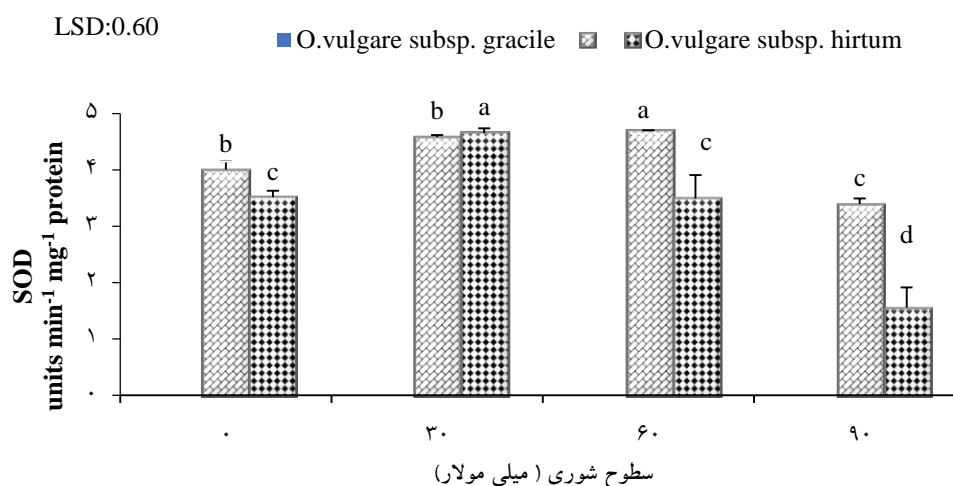 LSD:0.60
O.vulgare subsp. gracile O.vulgare subsp. hirtum
SOD
units min⁻¹ mg⁻¹ protein
۵
۴
۳
۲
۱
۰
b c b a a c c d
۰ ۳۰ ۶۰ ۹۰
سطوح شوری ( میلی مولار)